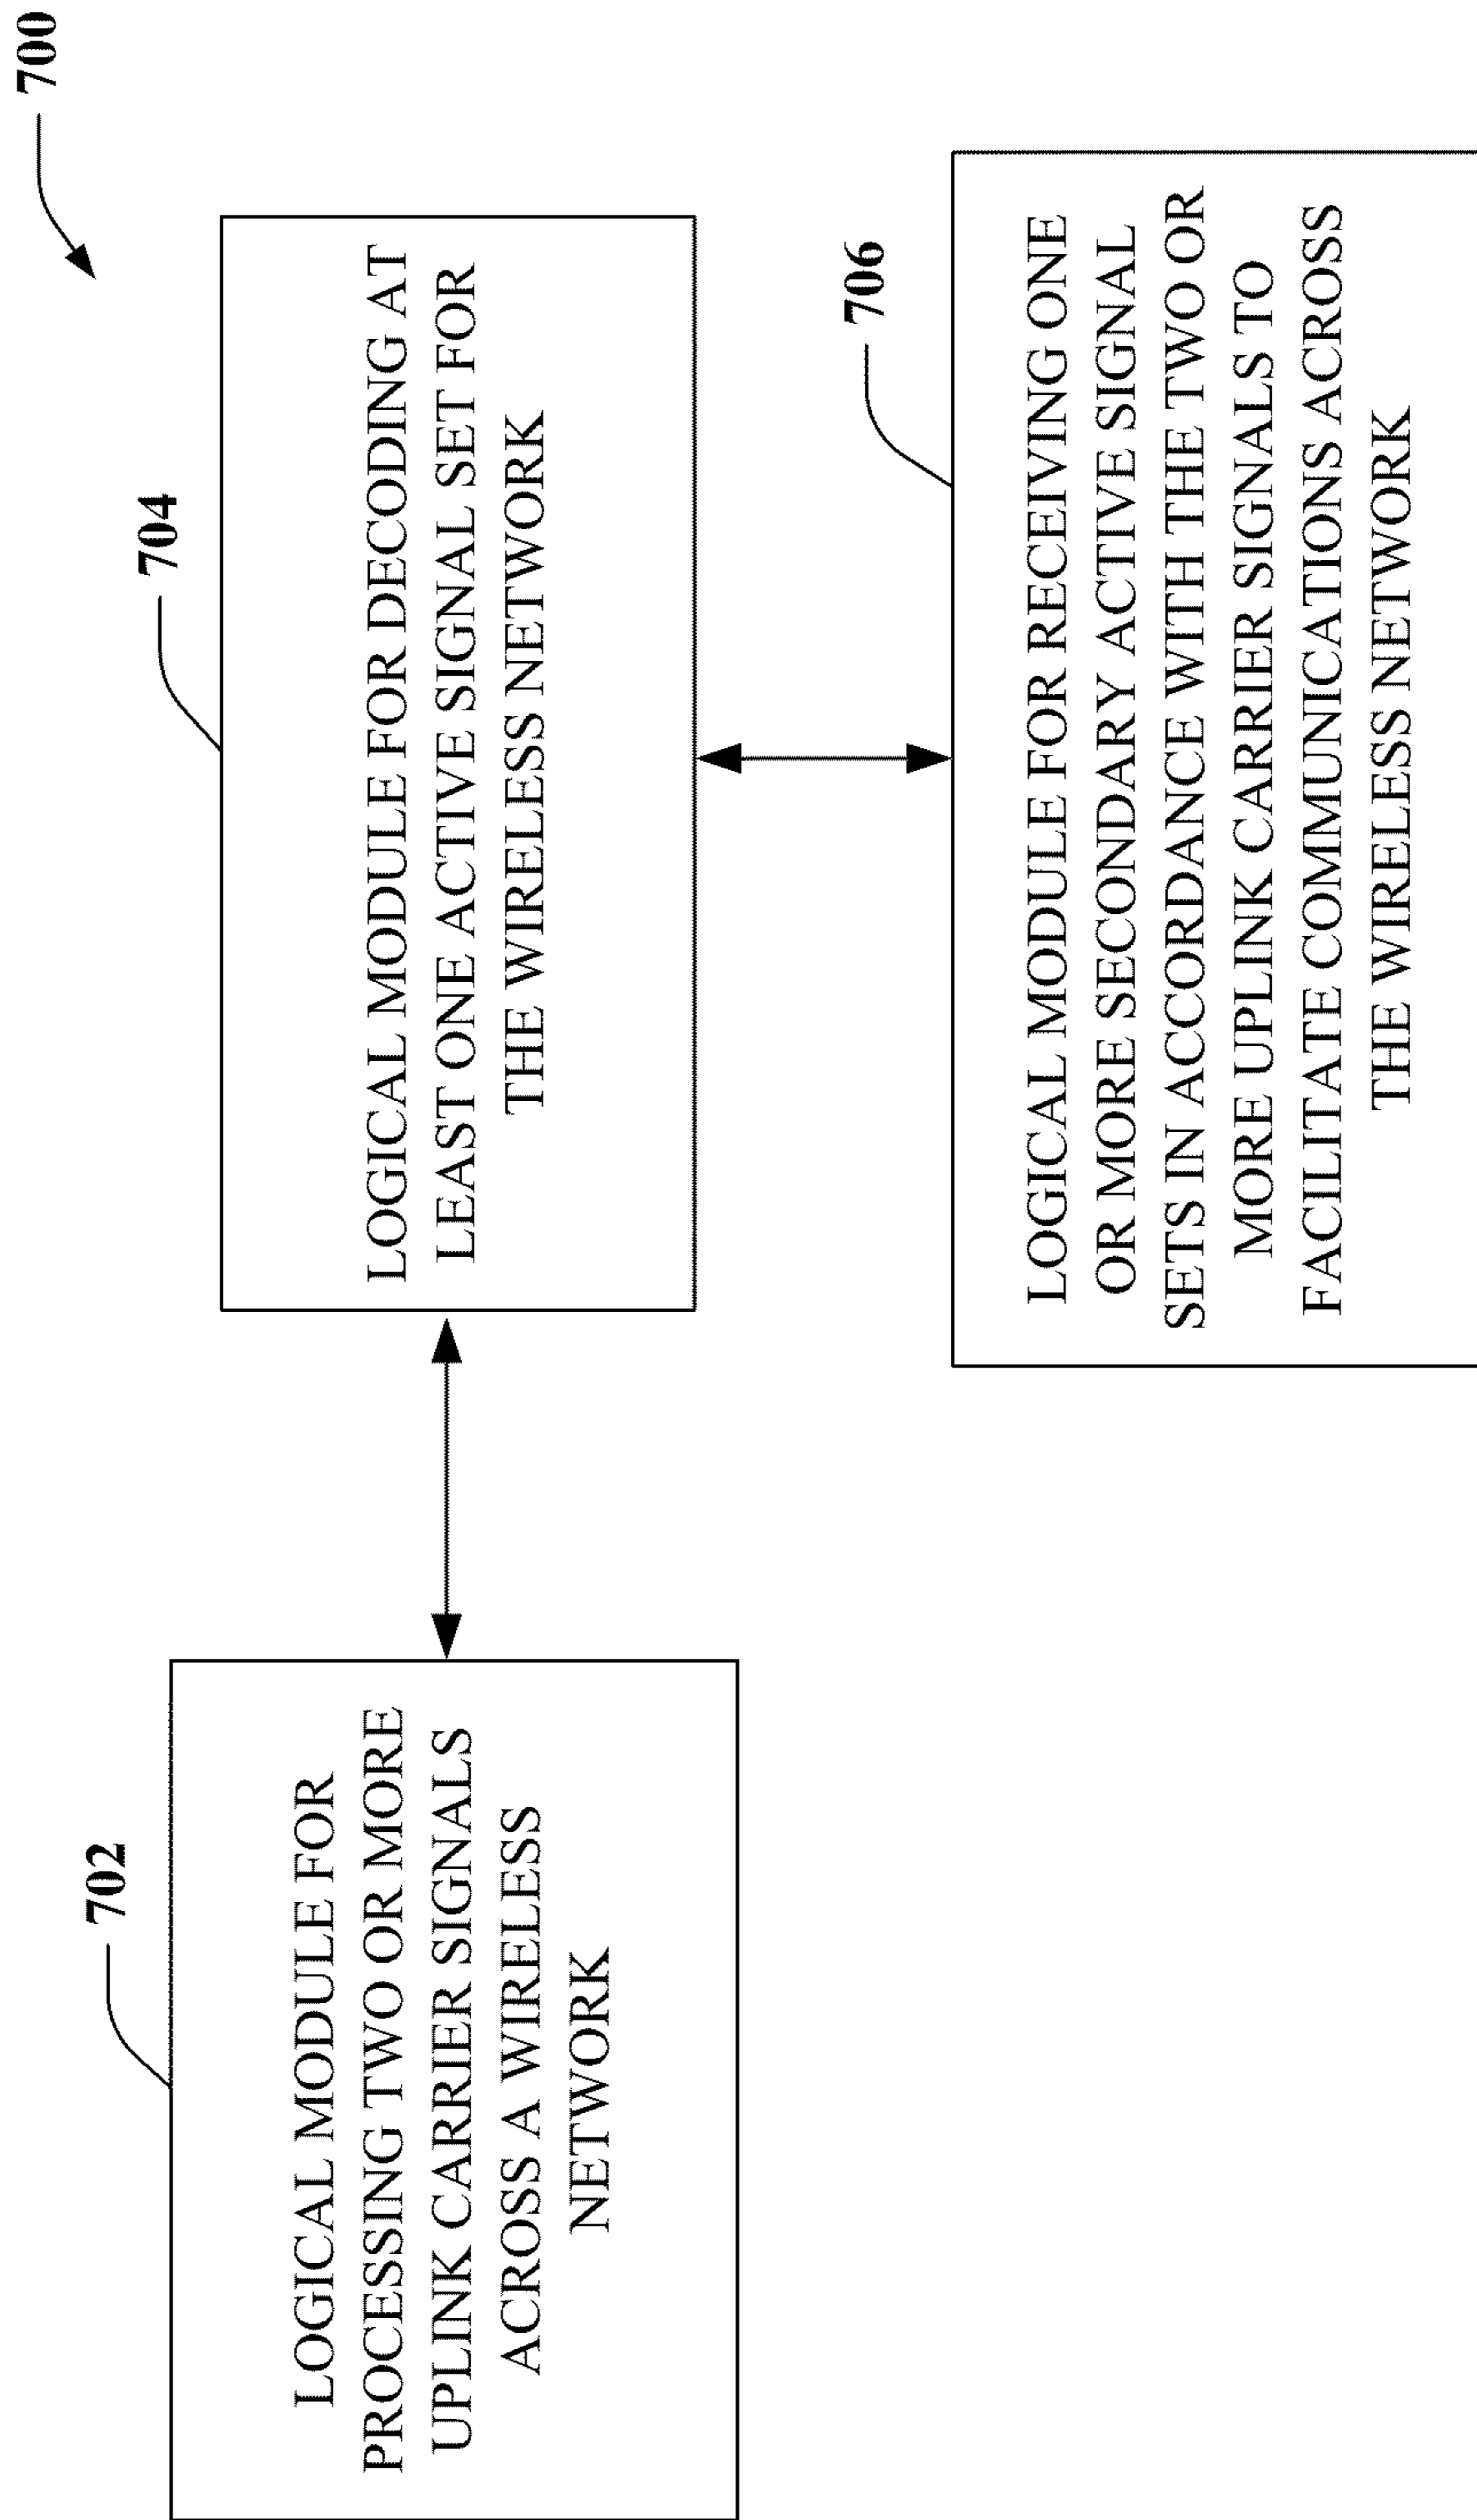 700
702
LOGICAL MODULE FOR
PROCESSING TWO OR MORE
UPLINK CARRIER SIGNALS
ACROSS A WIRELESS
NETWORK
704
LOGICAL MODULE FOR DECODING AT
LEAST ONE ACTIVE SIGNAL SET FOR
THE WIRELESS NETWORK
706
LOGICAL MODULE FOR RECEIVING ONE
OR MORE SECONDARY ACTIVE SIGNAL
SETS IN ACCORDANCE WITH THE TWO OR
MORE UPLINK CARRIER SIGNALS TO
FACILITATE COMMUNICATIONS ACROSS
THE WIRELESS NETWORK